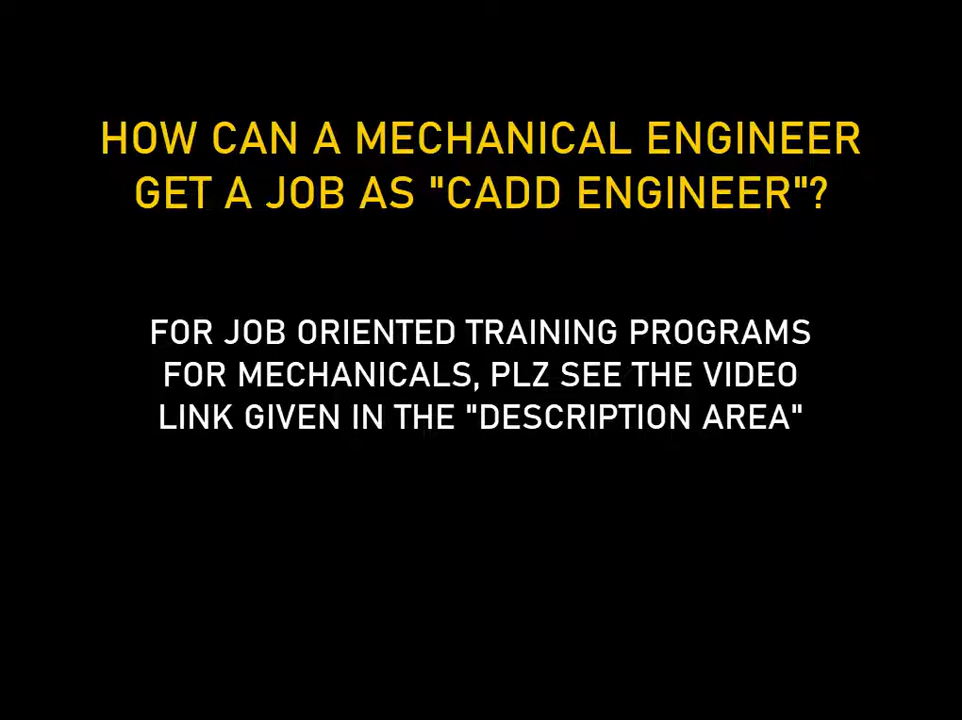 HOW CAN A MECHANICAL ENGINEER
GET A JOB AS "CADD ENGINEER"?
FOR JOB ORIENTED TRAINING PROGRAMS
FOR MECHANICALS, PLZ SEE THE VIDEO
LINK GIVEN IN THE "DESCRIPTION AREA"